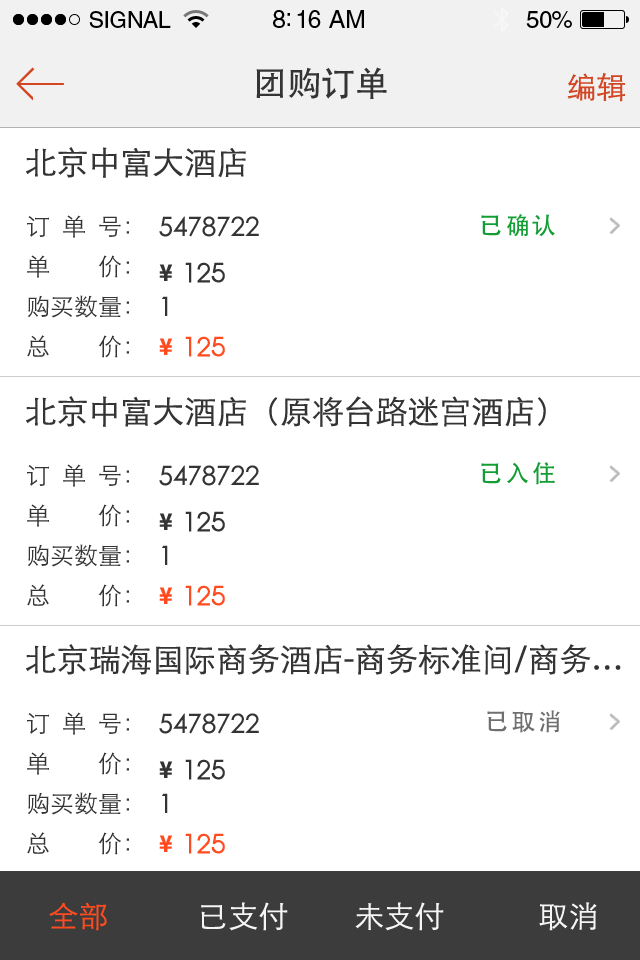 SIGNAL 8:16 AM 50%
团购订单 编辑
北京中富大酒店
订单号: 5478722 已确认
单价: ¥ 125
购买数量: 1
总价: ¥ 125
北京中富大酒店（原将台路迷宫酒店）
订单号: 5478722 已入住
单价: ¥ 125
购买数量: 1
总价: ¥ 125
北京瑞海国际商务酒店-商务标准间/商务...
订单号: 5478722 已取消
单价: ¥ 125
购买数量: 1
总价: ¥ 125
全部 已支付 未支付 取消